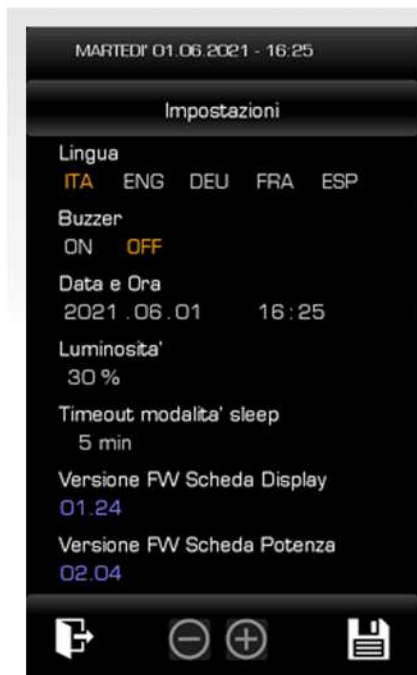 MARTEDI' 01.06.2021 - 16:25
Impostazioni
Lingua
ITA ENG DEU FRA ESP
Buzzer
ON OFF
Data e Ora
2021.06.01 16:25
Luminosita'
30 %
Timeout modalita' sleep
5 min
Versione FW Scheda Display
01.24
Versione FW Scheda Potenza
02.04